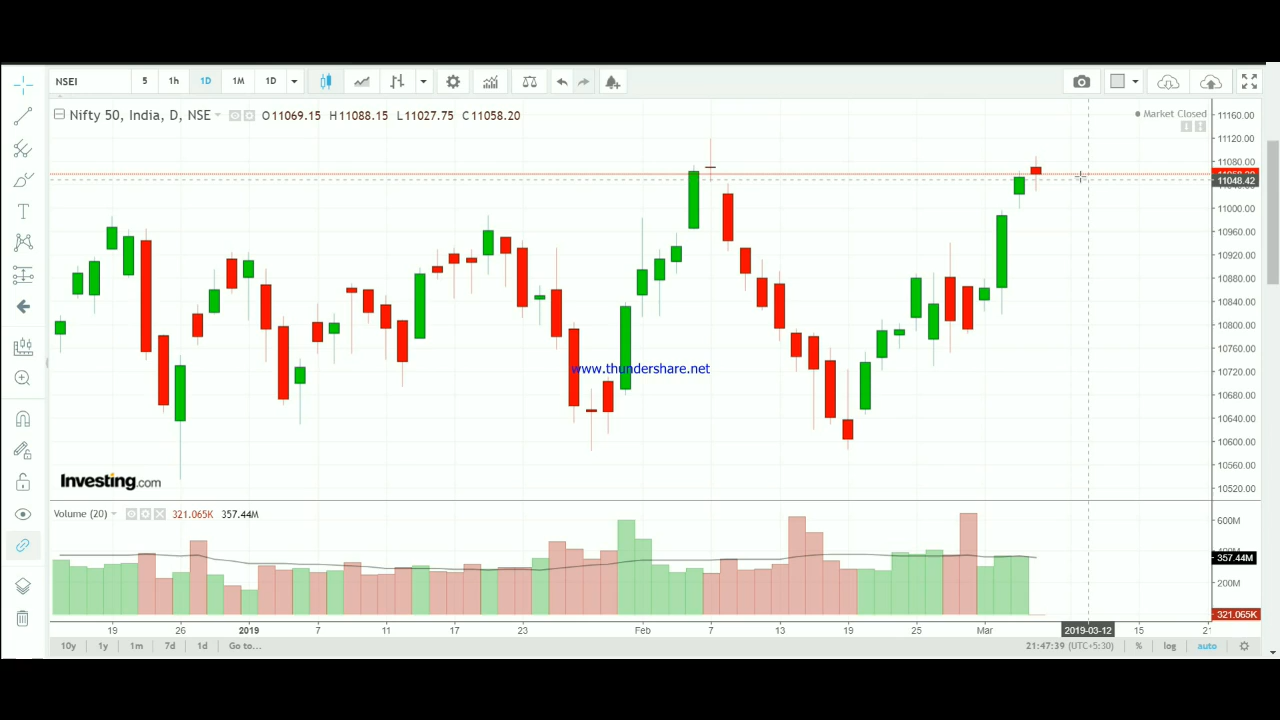 NSEI 5 1h 1D 1M 1D
Nifty 50, India, D, NSE O11069.15 H11088.15 L11027.75 C11058.20
Market Closed
11160.00
11120.00
11080.00
11048.42
11000.00
10960.00
10920.00
10880.00
10840.00
10800.00
10760.00
10720.00
10680.00
10640.00
10600.00
10560.00
10520.00
www.thundershare.net
Investing.com
Volume (20) 321.065K 357.44M
600M
357.44M
200M
321.065K
19 26 2019 7 11 17 23 Feb 7 13 19 25 Mar 2019-03-12 15 21
10y 1y 1m 7d 1d Go to... 21:47:39 (UTC+5:30) % log auto